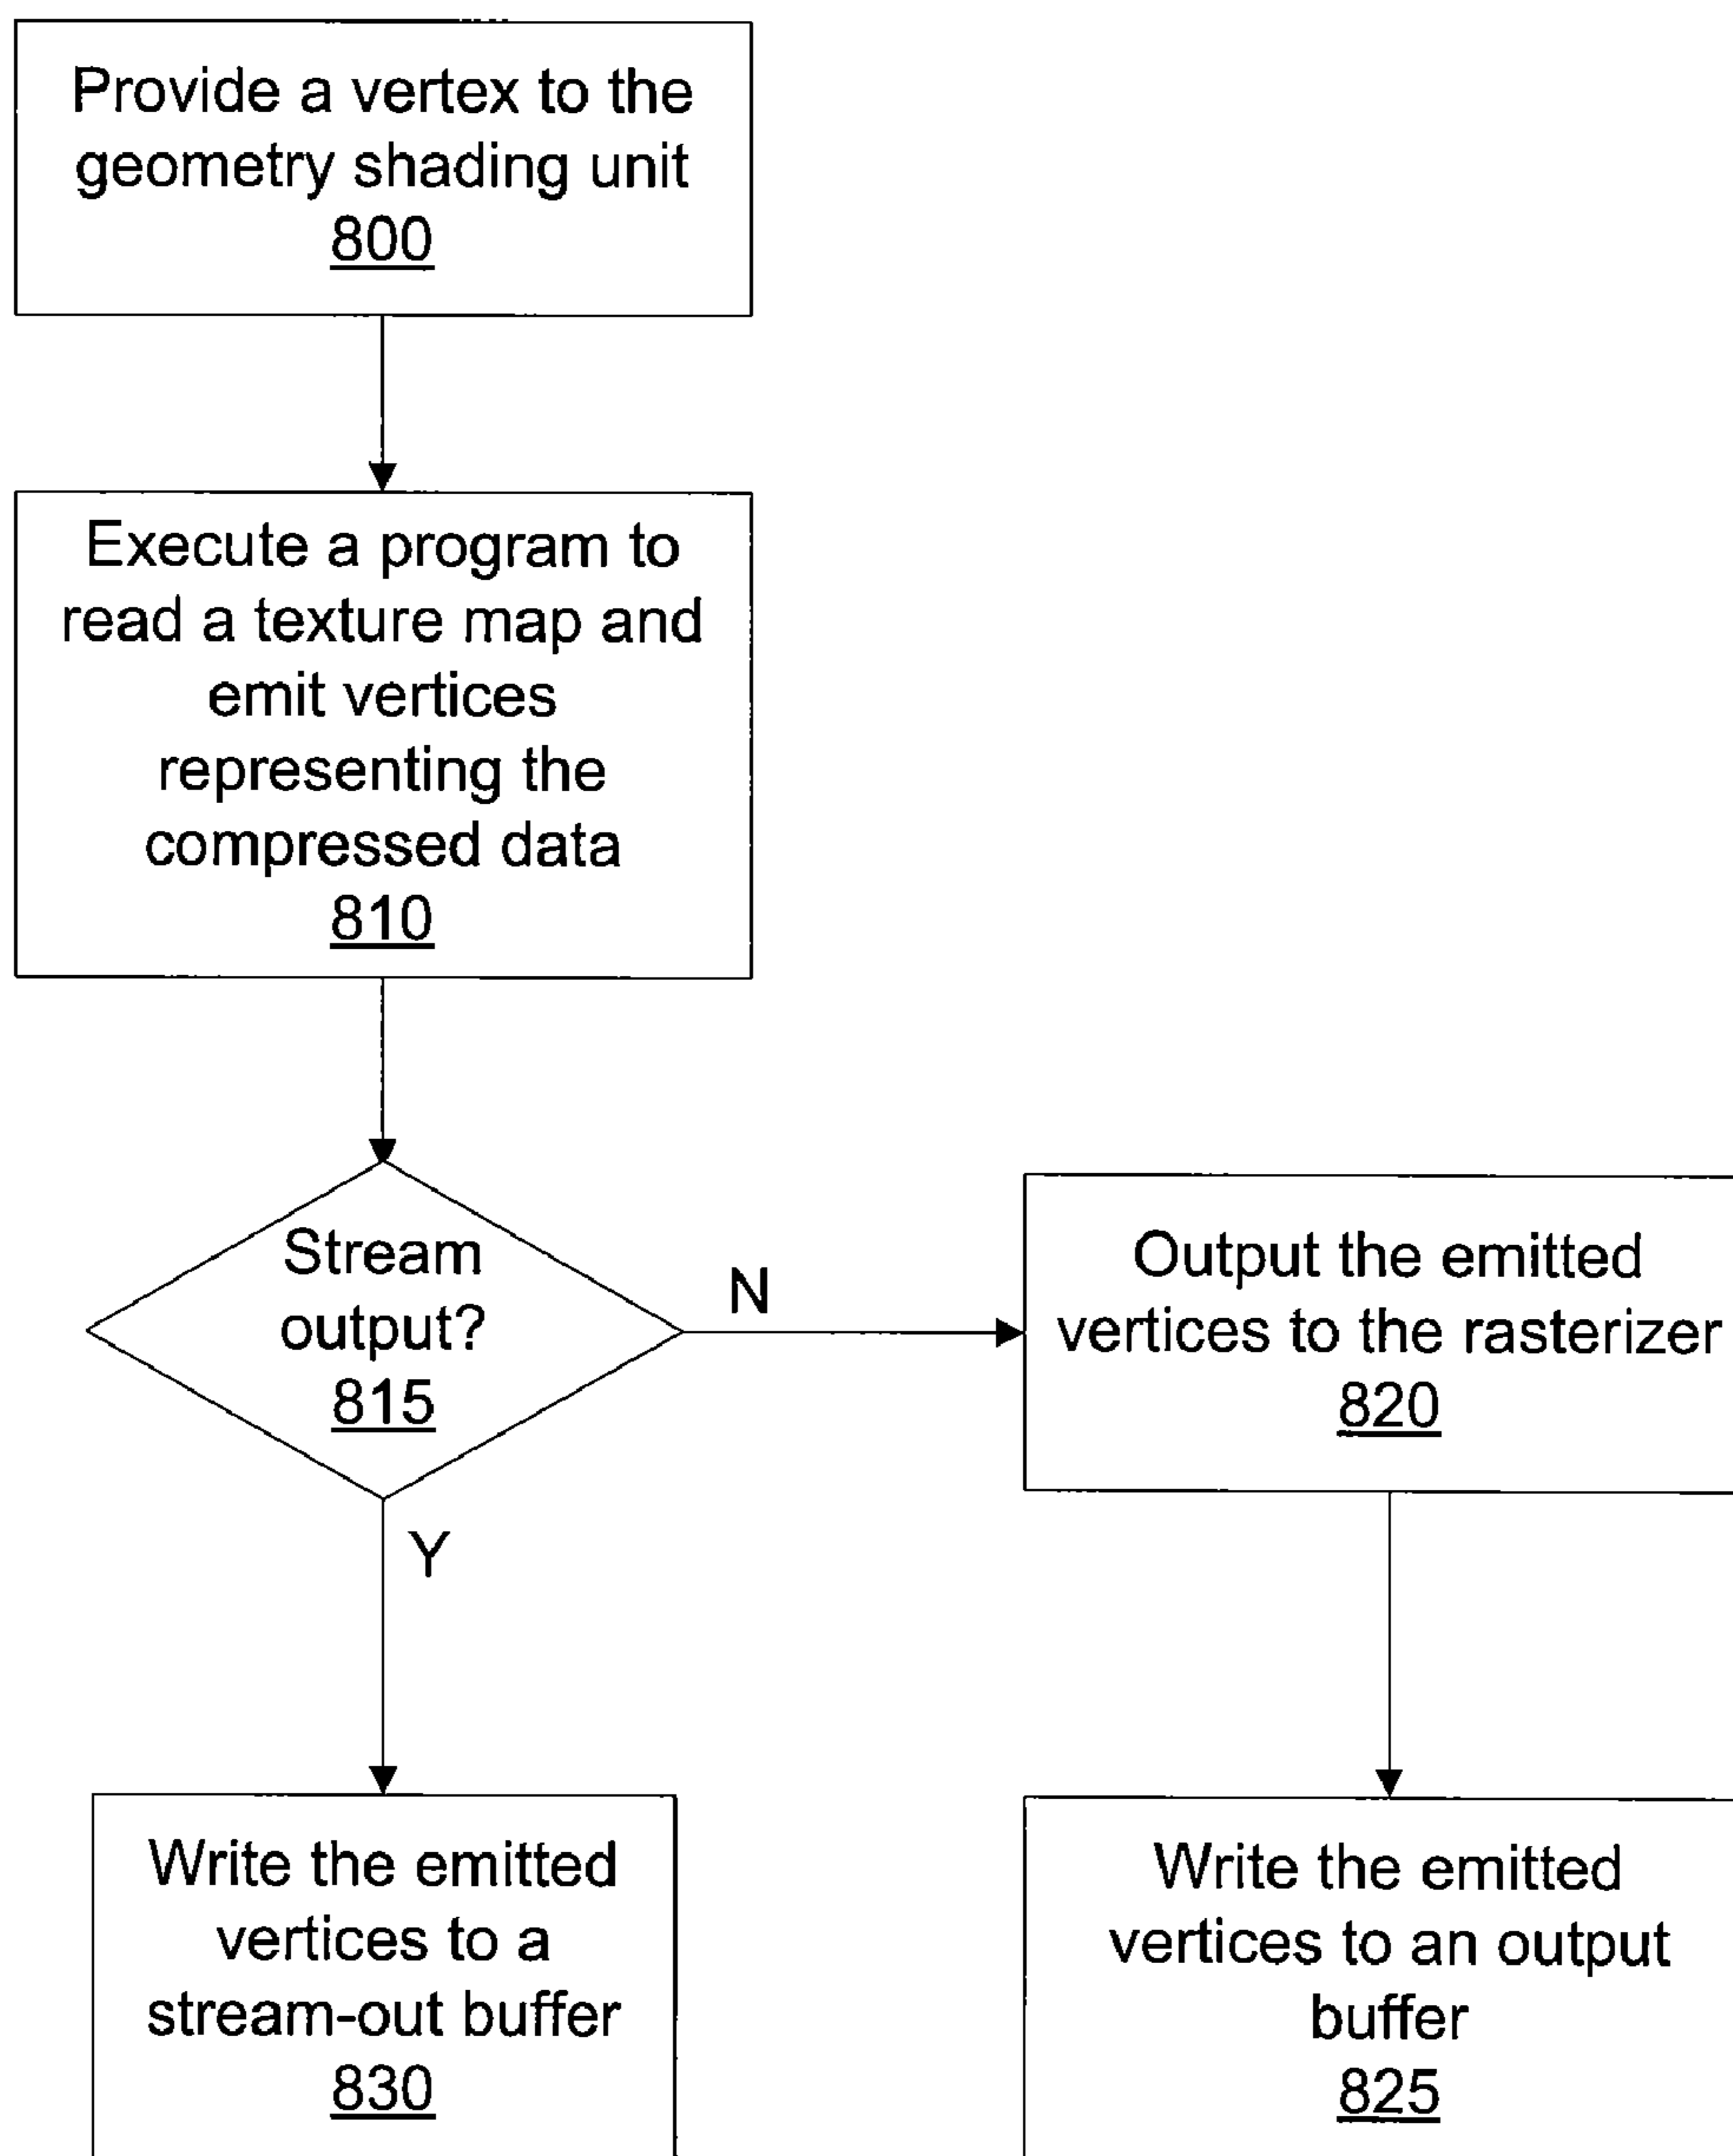 Provide a vertex to the
geometry shading unit
800
Execute a program to
read a texture map and
emit vertices
representing the
compressed data
810
Stream
output?
815
N
Output the emitted
vertices to the rasterizer
820
Y
Write the emitted
vertices to a
stream-out buffer
830
Write the emitted
vertices to an output
buffer
825